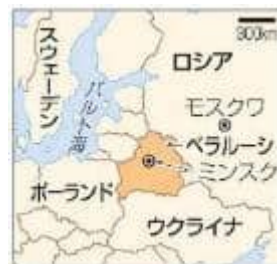 300km
スウェーデン
ロシア
バルト海
モスクワ
ベラルーシ
ミンスク
ポーランド
ウクライナ